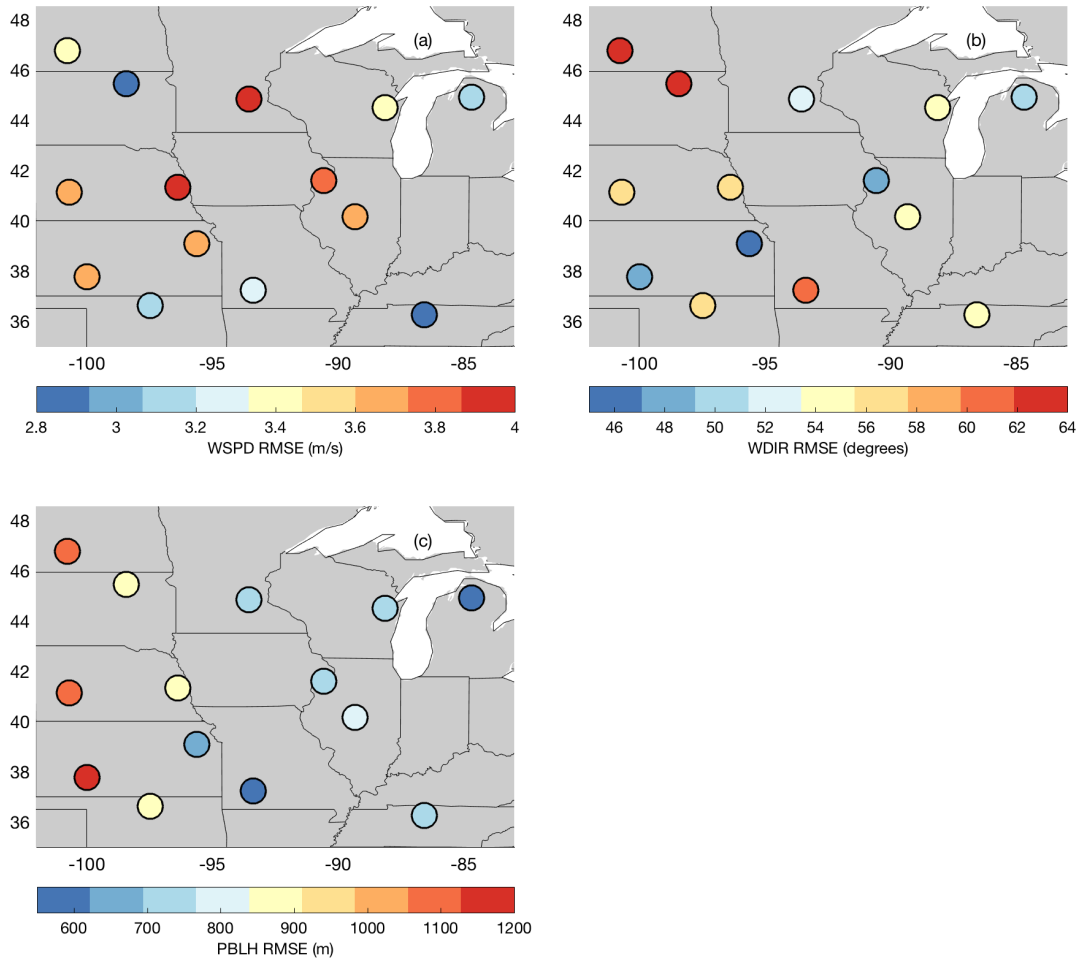 48
46
44
42
40
38
36
(a)
-100 -95 -90 -85
2.8 3 3.2 3.4 3.6 3.8 4
WSPD RMSE (m/s)
48
46
44
42
40
38
36
(b)
-100 -95 -90 -85
46 48 50 52 54 56 58 60 62 64
WDIR RMSE (degrees)
48
46
44
42
40
38
36
(c)
-100 -95 -90 -85
600 700 800 900 1000 1100 1200
PBLH RMSE (m)